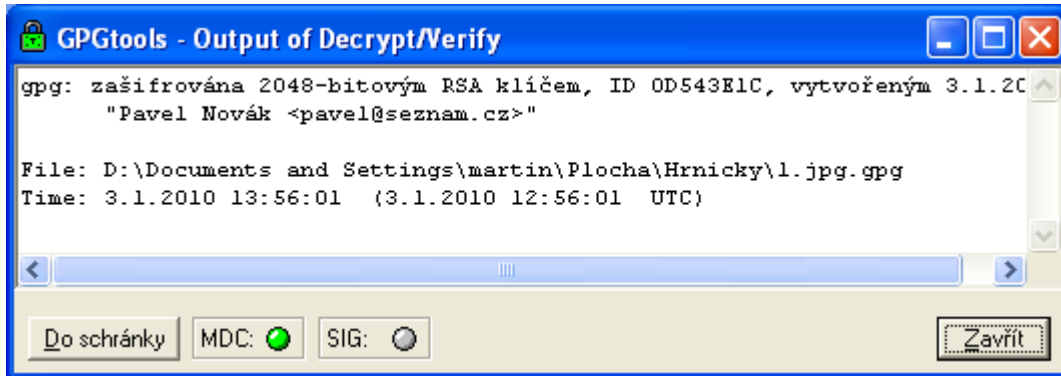 GPGtools - Output of Decrypt/Verify
gpg: zašifrována 2048-bitovým RSA klíčem, ID 0D543E1C, vytvořeným 3.1.20
"Pavel Novák <pavel@seznam.cz>"
File: D:\Documents and Settings\martin\Plocha\Hrnicky\1.jpg.gpg
Time: 3.1.2010 13:56:01 (3.1.2010 12:56:01 UTC)
Do schránky MDC: SIG: Zavřít